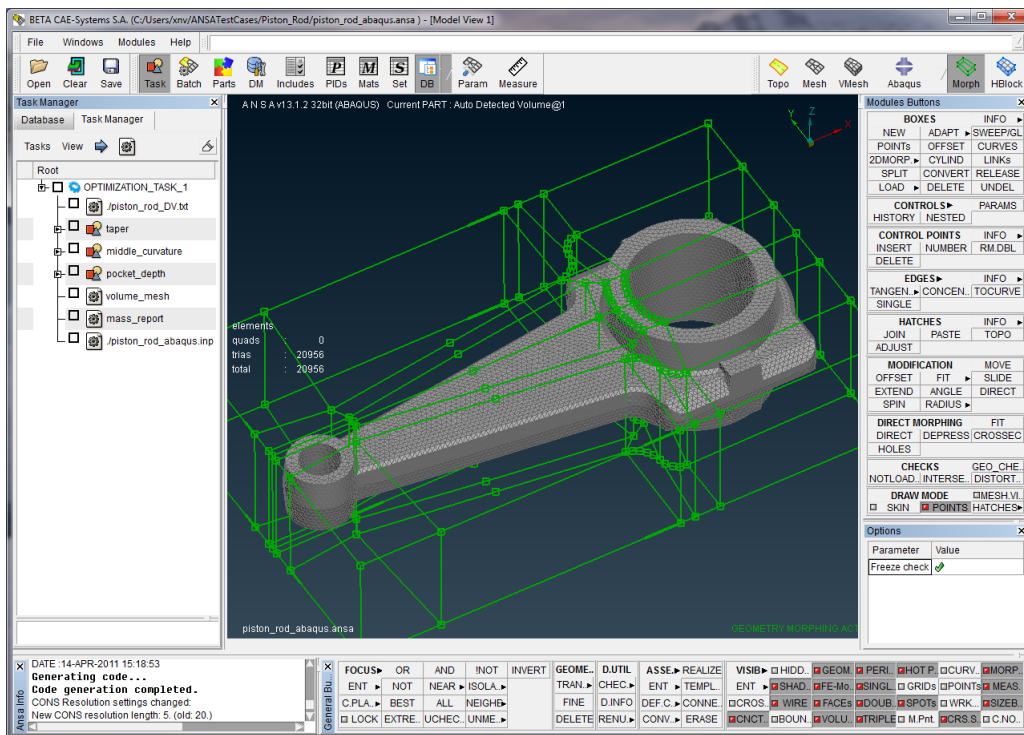 BETA CAE-Systems S.A. (C:/Users/xnv/ANSATestCases/Piston_Rod/piston_rod_abaqus.ansa ) - [Model View 1]
File Windows Modules Help
Open Clear Save Task Batch Parts DM Includes PIDs Mats Set DB Param Measure Topo Mesh VMesh Abaqus Morph HBlock
Task Manager
Database Task Manager
Tasks View
Root
OPTIMIZATION_TASK_1
./piston_rod_DV.txt
taper
middle_curvature
pocket_depth
volume_mesh
mass_report
./piston_rod_abaqus.inp
A N S A v13.1.2 32bit (ABAQUS) Current PART : Auto Detected Volume@1
Y Z X
elements
quads : 0
trias : 20956
total : 20956
piston_rod_abaqus.ansa
GEOMETRY MORPHING ACT
Modules Buttons
BOXES INFO
NEW ADAPT SWEEP/GL
POINTs OFFSET CURVES
2DMORP.. CYLIND LINKs
SPLIT CONVERT RELEASE
LOAD DELETE UNDEL
CONTROLS PARAMS
HISTORY NESTED
CONTROL POINTS INFO
INSERT NUMBER RM.DBL
DELETE
EDGES INFO
TANGEN.. CONCEN.. TOCURVE
SINGLE
HATCHES INFO
JOIN PASTE TOPO
ADJUST
MODIFICATION MOVE
OFFSET FIT SLIDE
EXTEND ANGLE DIRECT
SPIN RADIUS
DIRECT MORPHING FIT
DIRECT DEPRESS CROSSEC
HOLES
CHECKS GEO_CHE..
NOTLOAD.. INTERSE.. DISTORT..
DRAW MODE MESH.VI..
SKIN POINTS HATCHES
Options
Parameter Value
Freeze check
Ansa Info
DATE :14-APR-2011 15:18:53
Generating code...
Code generation completed.
CONS Resolution settings changed:
New CONS resolution length: 5. (old: 20.)
General Bu..
FOCUS OR AND !NOT INVERT GEOME.. D.UTIL ASSE.. REALIZE VISIB HIDD.. GEOM. PERI.. HOT P.. CURV.. MORP..
ENT NOT NEAR ISOLA.. TRAN.. CHEC.. ENT TEMPL.. ENT SHAD.. FE-Mo.. SINGL.. GRIDs POINTs MEAS.
C.PLA.. BEST ALL NEIGHB FINE D.INFO DEF.C.. CONNE.. CROS.. WIRE FACEs DOUB.. SPOTs WRK... SIZEB..
LOCK EXTRE.. UCHEC.. UNME.. DELETE RENU.. CONV.. ERASE CNCT.. BOUN.. VOLU.. TRIPLE M.Pnt. CRS.S. C.NO..